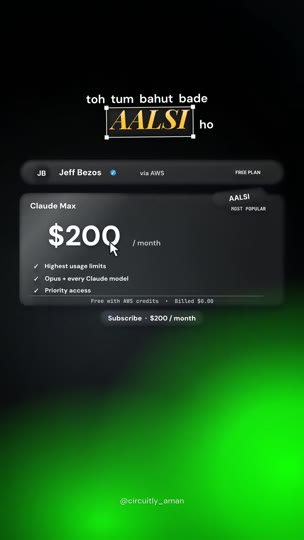 toh tum bahut bade
AALSI ho
JB Jeff Bezos via AWS FREE PLAN
Claude Max AALSI
MOST POPULAR
$200 / month
✓ Highest usage limits
✓ Opus + every Claude model
✓ Priority access
Free with AWS credits • Billed $0.00
Subscribe · $200 / month
@circuitly_aman